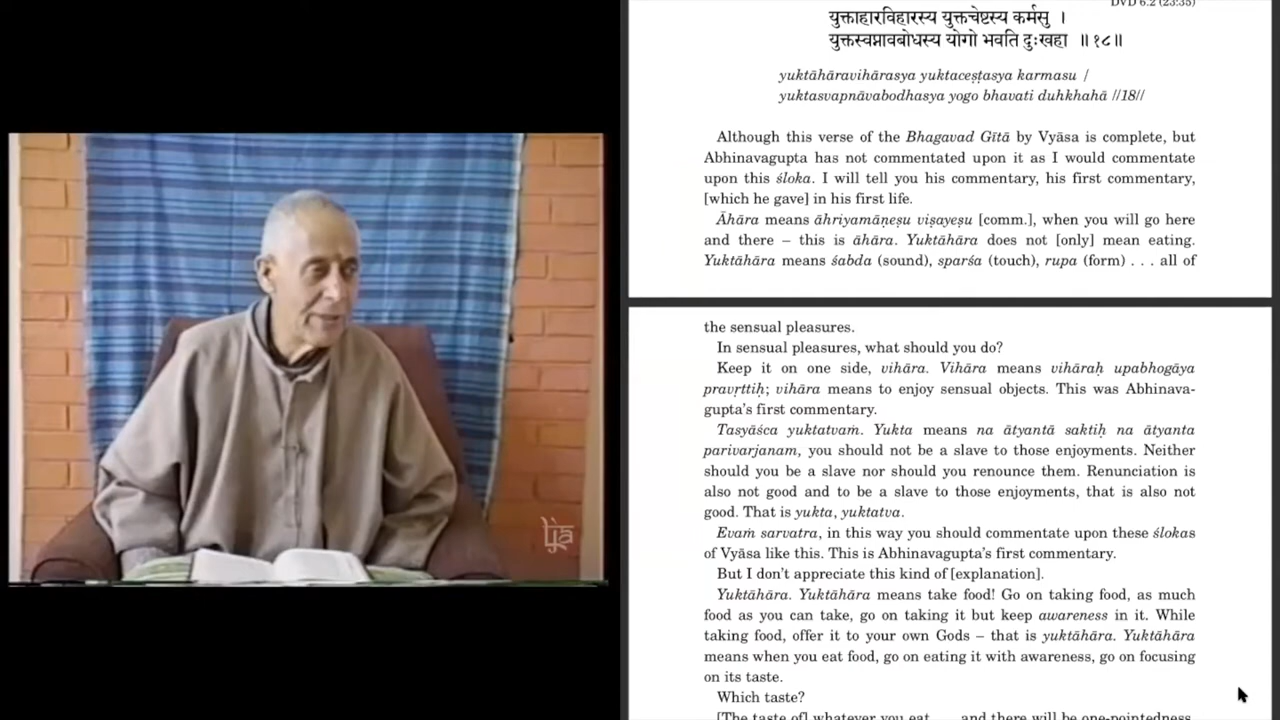 DVD 6.2 (23:35)
युक्ताहारविहारस्य युक्तचेष्टस्य कर्मसु ।
युक्तस्वप्नावबोधस्य योगो भवति दुःखहा ॥१८॥
yuktāhāravihārasya yuktaceṣṭasya karmasu /
yuktasvapnāvabodhasya yogo bhavati duhkhahā //18//
Although this verse of the Bhagavad Gītā by Vyāsa is complete, but
Abhinavagupta has not commentated upon it as I would commentate
upon this śloka. I will tell you his commentary, his first commentary,
[which he gave] in his first life.
Āhāra means āhriyamāṇeṣu viṣayeṣu [comm.], when you will go here
and there – this is āhāra. Yuktāhāra does not [only] mean eating.
Yuktāhāra means śabda (sound), sparśa (touch), rupa (form) . . . all of
the sensual pleasures.
In sensual pleasures, what should you do?
Keep it on one side, vihāra. Vihāra means vihāraḥ upabhogāya
pravṛttiḥ; vihāra means to enjoy sensual objects. This was Abhinava-
gupta's first commentary.
Tasyāśca yuktatvaṁ. Yukta means na ātyantā saktiḥ na ātyanta
parivarjanam, you should not be a slave to those enjoyments. Neither
should you be a slave nor should you renounce them. Renunciation is
also not good and to be a slave to those enjoyments, that is also not
good. That is yukta, yuktatva.
Evaṁ sarvatra, in this way you should commentate upon these ślokas
of Vyāsa like this. This is Abhinavagupta's first commentary.
But I don't appreciate this kind of [explanation].
Yuktāhāra. Yuktāhāra means take food! Go on taking food, as much
food as you can take, go on taking it but keep awareness in it. While
taking food, offer it to your own Gods – that is yuktāhāra. Yuktāhāra
means when you eat food, go on eating it with awareness, go on focusing
on its taste.
Which taste?
[The taste of] whatever you eat . . . and there will be one-pointedness